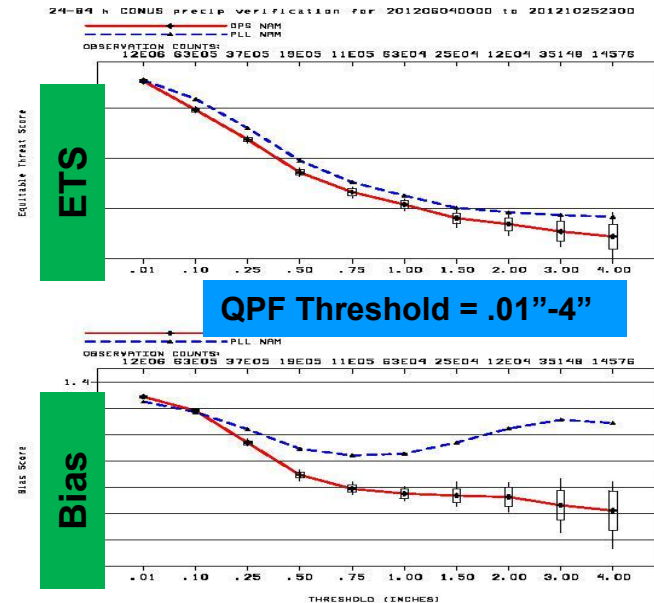 24-84 h CONUS precip verification for 201206040000 to 201210252300
OPS NAM
PLL NAM
OBSERVATION COUNTS:
12E06 63E05 37E05 19E05 11E05 63E04 25E04 12E04 35148 14576
Equitable Threat Score
ETS
.01 .10 .25 .50 .75 1.00 1.50 2.00 3.00 4.00
QPF Threshold = .01”-4”
PLL NAM
OBSERVATION COUNTS:
12E06 63E05 37E05 19E05 11E05 63E04 25E04 12E04 35148 14576
1.4
Bias Score
Bias
.01 .10 .25 .50 .75 1.00 1.50 2.00 3.00 4.00
THRESHOLD (INCHES)